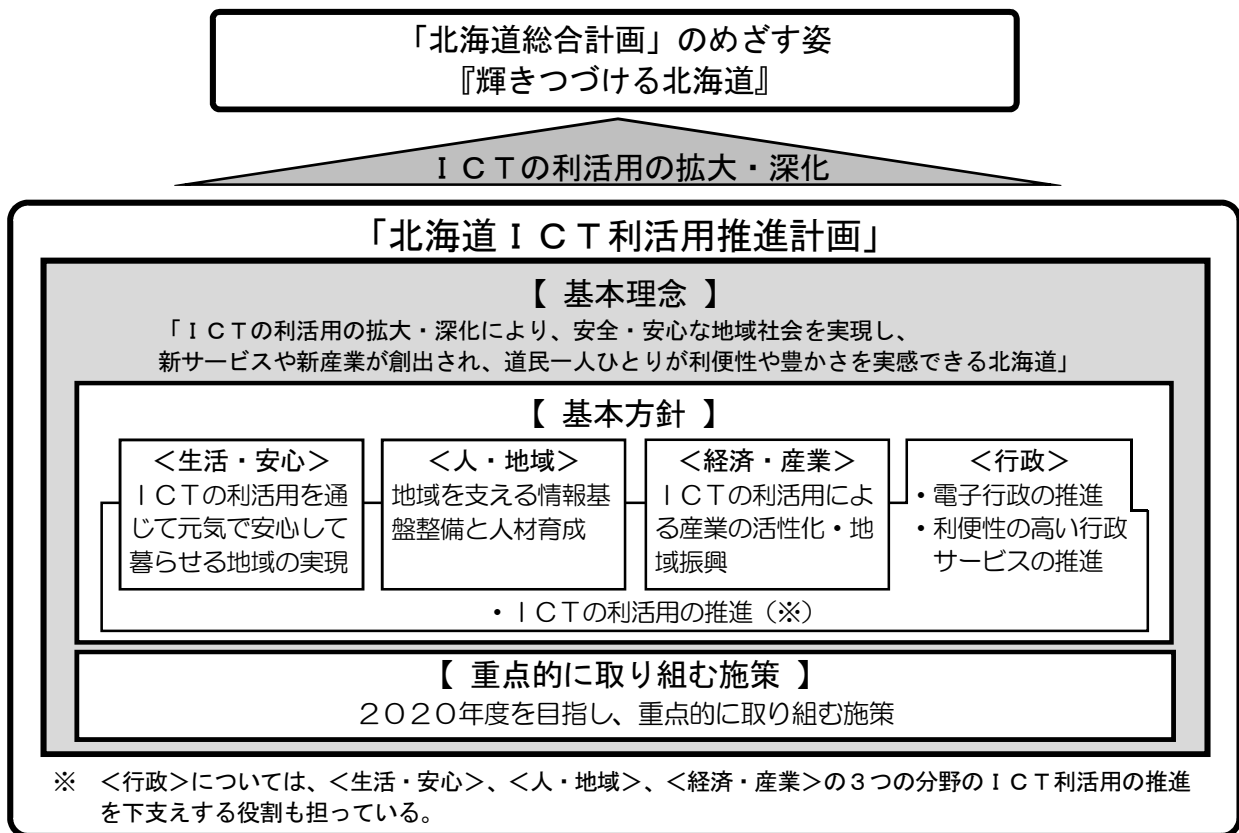 「北海道総合計画」のめざす姿
『輝きつづける北海道』
ＩＣＴの利活用の拡大・深化
「北海道ＩＣＴ利活用推進計画」
【 基本理念 】
「ＩＣＴの利活用の拡大・深化により、安全・安心な地域社会を実現し、
新サービスや新産業が創出され、道民一人ひとりが利便性や豊かさを実感できる北海道」
【 基本方針 】
＜生活・安心＞
ＩＣＴの利活用を通
じて元気で安心して
暮らせる地域の実現
＜人・地域＞
地域を支える情報基
盤整備と人材育成
＜経済・産業＞
ＩＣＴの利活用によ
る産業の活性化・地
域振興
＜行政＞
・電子行政の推進
・利便性の高い行政
サービスの推進
・ＩＣＴの利活用の推進（※）
【 重点的に取り組む施策 】
２０２０年度を目指し、重点的に取り組む施策
※　＜行政＞については、＜生活・安心＞、＜人・地域＞、＜経済・産業＞の３つの分野のＩＣＴ利活用の推進
を下支えする役割も担っている。